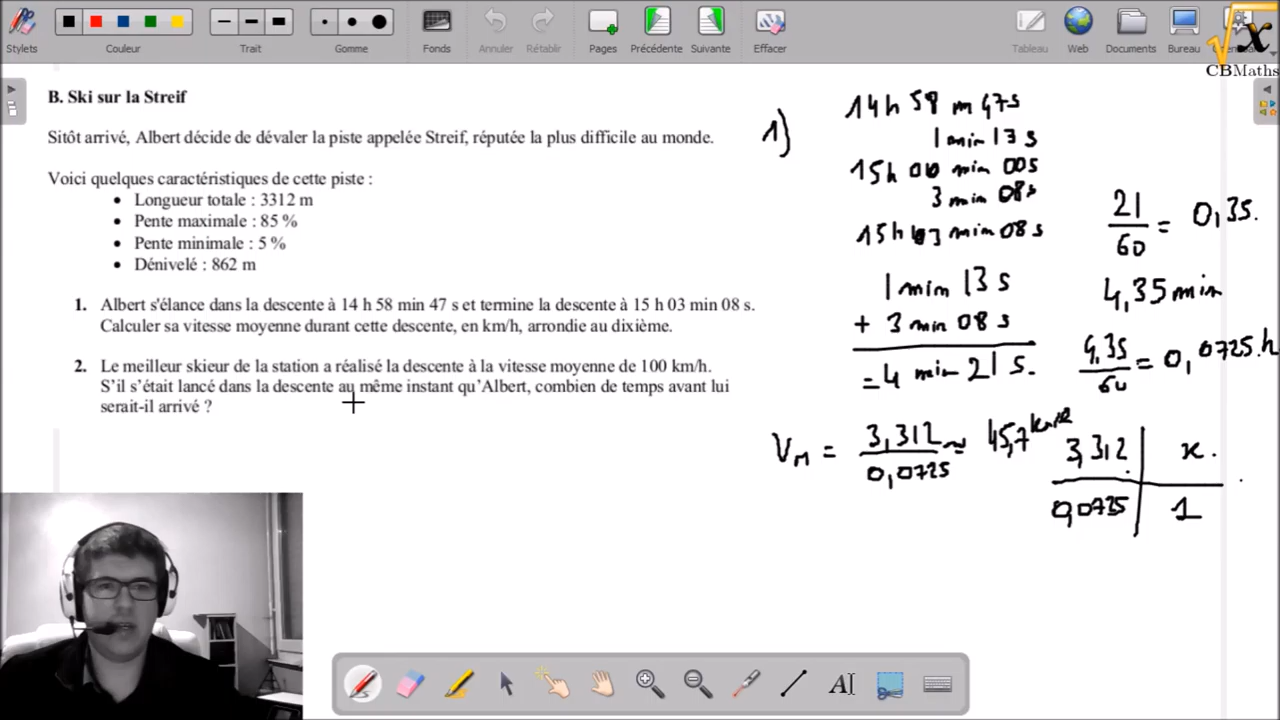 Stylets
Couleur
Trait
Gomme
Fonds
Annuler
Rétablir
Pages
Précédente
Suivante
Effacer
Tableau
Web
Documents
Bureau
√x
CBMaths
B. Ski sur la Streif
Sitôt arrivé, Albert décide de dévaler la piste appelée Streif, réputée la plus difficile au monde.
Voici quelques caractéristiques de cette piste :
• Longueur totale : 3312 m
• Pente maximale : 85 %
• Pente minimale : 5 %
• Dénivelé : 862 m
1. Albert s'élance dans la descente à 14 h 58 min 47 s et termine la descente à 15 h 03 min 08 s.
Calculer sa vitesse moyenne durant cette descente, en km/h, arrondie au dixième.
2. Le meilleur skieur de la station a réalisé la descente à la vitesse moyenne de 100 km/h.
S’il s’était lancé dans la descente au même instant qu’Albert, combien de temps avant lui
serait-il arrivé ?
1)
14 h 58 m 47s
1 min 13 s
15 h 00 min 00s
3 min 08s
15 h 03 min 08 s
1 min 13 s
+ 3 min 08 s
= 4 min 21 s.
21/60 = 0,35.
4,35 min
4,35/60 = 0,0725.h
VM = 3,312/0,0725 ≈ 45,7 km/h
3,312 | x.
0,0725 | 1
AI